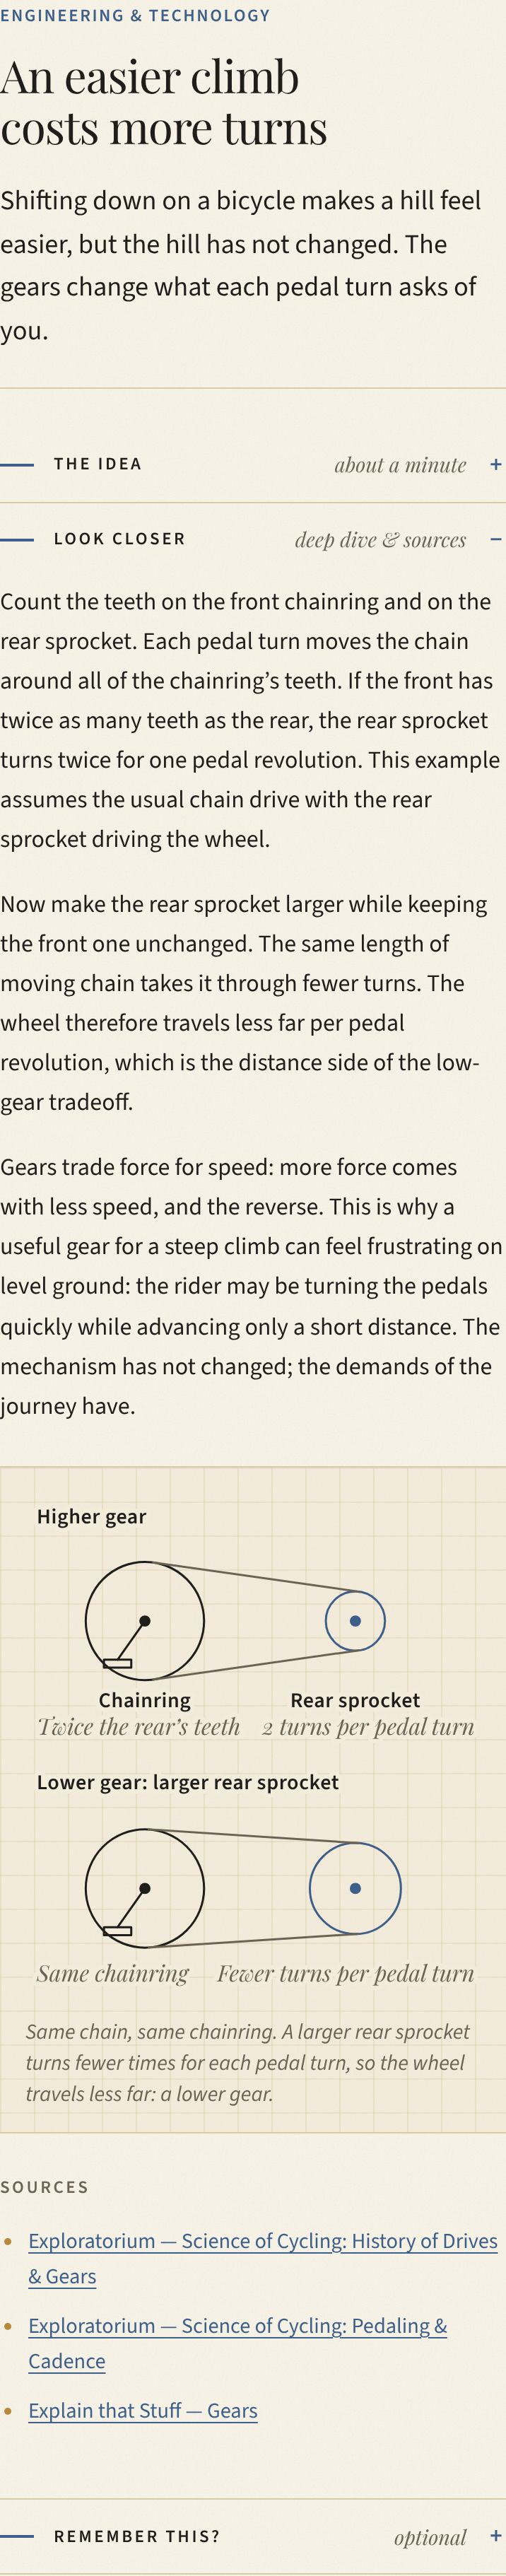 ENGINEERING & TECHNOLOGY
An easier climb
costs more turns
Shifting down on a bicycle makes a hill feel
easier, but the hill has not changed. The
gears change what each pedal turn asks of
you.
THE IDEA about a minute +
LOOK CLOSER deep dive & sources −
Count the teeth on the front chainring and on the
rear sprocket. Each pedal turn moves the chain
around all of the chainring’s teeth. If the front has
twice as many teeth as the rear, the rear sprocket
turns twice for one pedal revolution. This example
assumes the usual chain drive with the rear
sprocket driving the wheel.
Now make the rear sprocket larger while keeping
the front one unchanged. The same length of
moving chain takes it through fewer turns. The
wheel therefore travels less far per pedal
revolution, which is the distance side of the low-
gear tradeoff.
Gears trade force for speed: more force comes
with less speed, and the reverse. This is why a
useful gear for a steep climb can feel frustrating on
level ground: the rider may be turning the pedals
quickly while advancing only a short distance. The
mechanism has not changed; the demands of the
journey have.
Higher gear
Chainring Rear sprocket
Twice the rear’s teeth 2 turns per pedal turn
Lower gear: larger rear sprocket
Same chainring Fewer turns per pedal turn
Same chain, same chainring. A larger rear sprocket
turns fewer times for each pedal turn, so the wheel
travels less far: a lower gear.
SOURCES
Exploratorium — Science of Cycling: History of Drives
& Gears
Exploratorium — Science of Cycling: Pedaling &
Cadence
Explain that Stuff — Gears
REMEMBER THIS? optional +